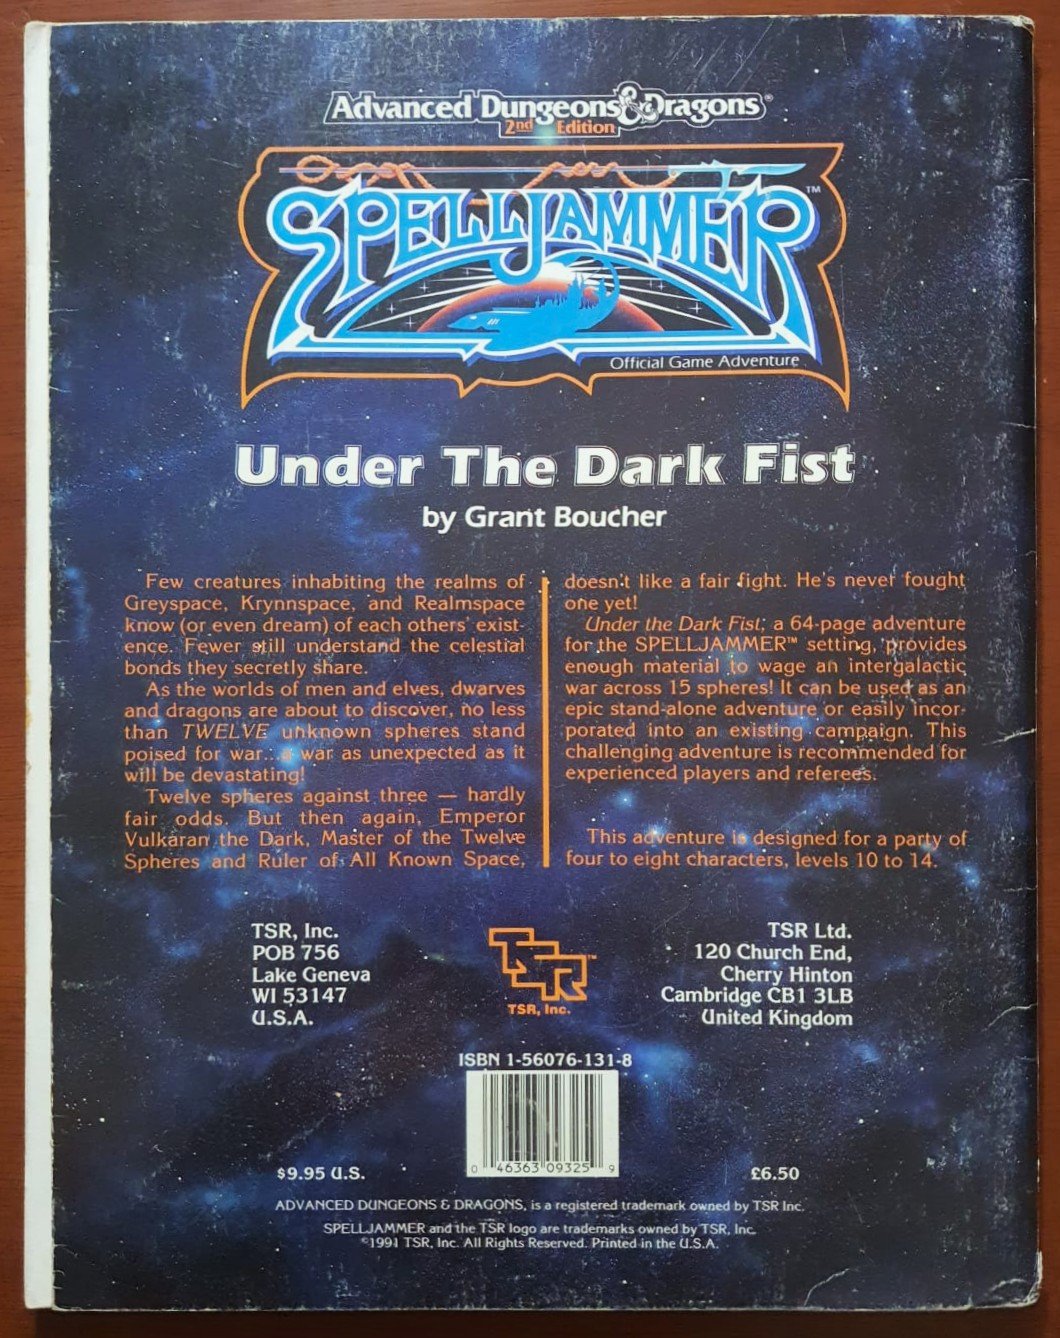 Advanced Dungeons & Dragons®
2nd Edition
SPELLJAMMER™
Official Game Adventure
Under The Dark Fist
by Grant Boucher
Few creatures inhabiting the realms of
Greyspace, Krynnspace, and Realmspace
know (or even dream) of each others' exist-
ence. Fewer still understand the celestial
bonds they secretly share.
As the worlds of men and elves, dwarves
and dragons are about to discover, no less
than TWELVE unknown spheres stand
poised for war...a war as unexpected as it
will be devastating!
Twelve spheres against three — hardly
fair odds. But then again, Emperor
Vulkaran the Dark, Master of the Twelve
Spheres and Ruler of All Known Space,
doesn't like a fair fight. He's never fought
one yet!
Under the Dark Fist, a 64-page adventure
for the SPELLJAMMER™ setting, provides
enough material to wage an intergalactic
war across 15 spheres! It can be used as an
epic stand-alone adventure or easily incor-
porated into an existing campaign. This
challenging adventure is recommended for
experienced players and referees.
This adventure is designed for a party of
four to eight characters, levels 10 to 14.
TSR, Inc.
POB 756
Lake Geneva
WI 53147
U.S.A.
TSR™
TSR, Inc.
TSR Ltd.
120 Church End,
Cherry Hinton
Cambridge CB1 3LB
United Kingdom
ISBN 1-56076-131-8
0 46363 09325 9
$9.95 U.S.
£6.50
ADVANCED DUNGEONS & DRAGONS, is a registered trademark owned by TSR Inc.
SPELLJAMMER and the TSR logo are trademarks owned by TSR, Inc.
©1991 TSR, Inc. All Rights Reserved. Printed in the U.S.A.